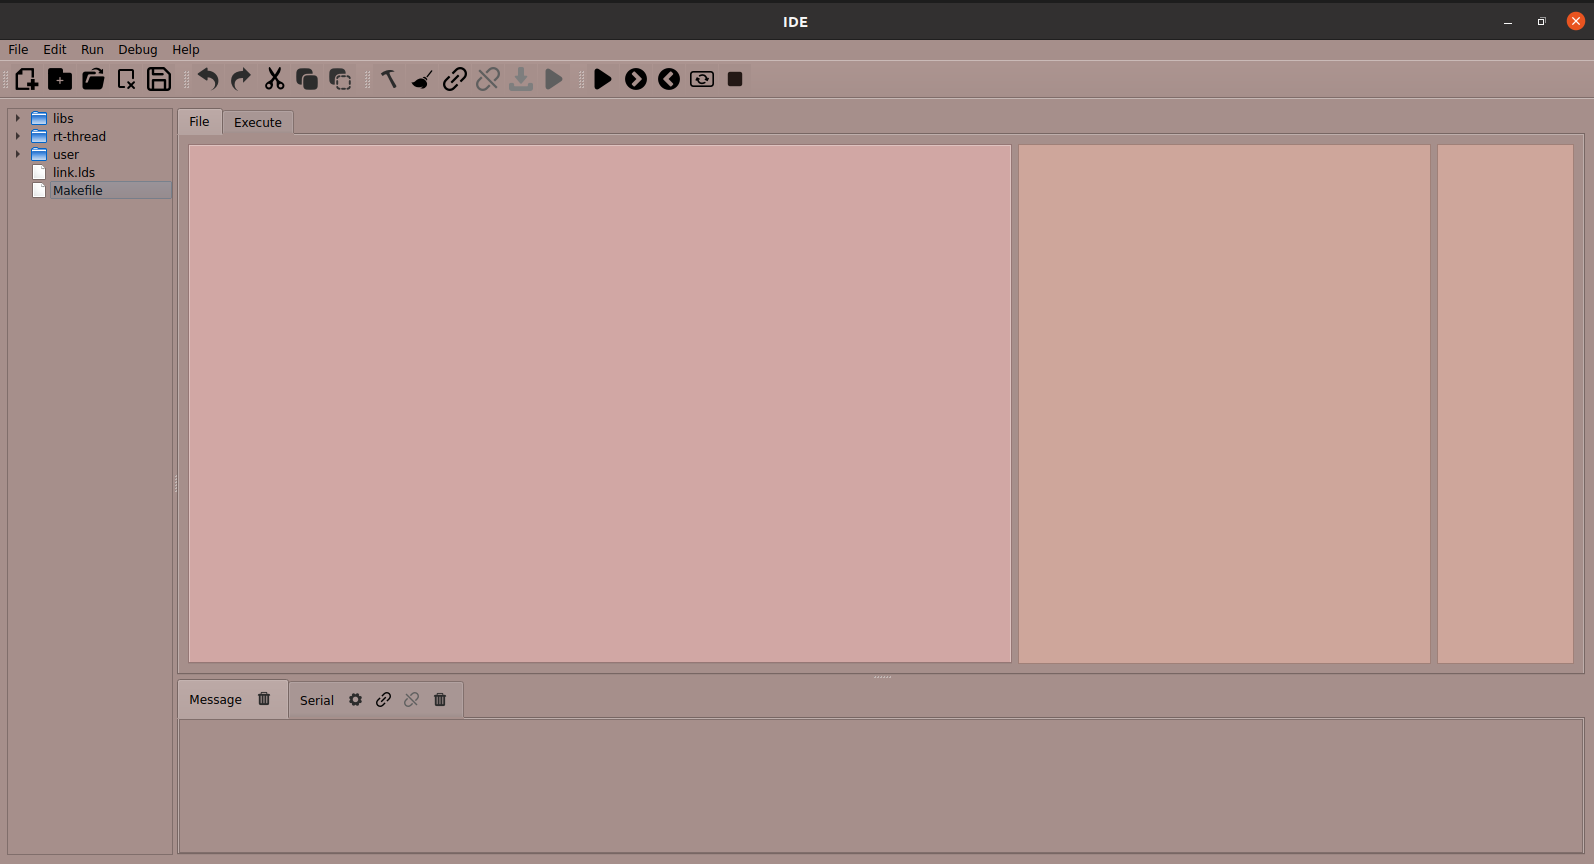 IDE
File Edit Run Debug Help
libs
rt-thread
user
link.lds
Makefile
File Execute
Message Serial